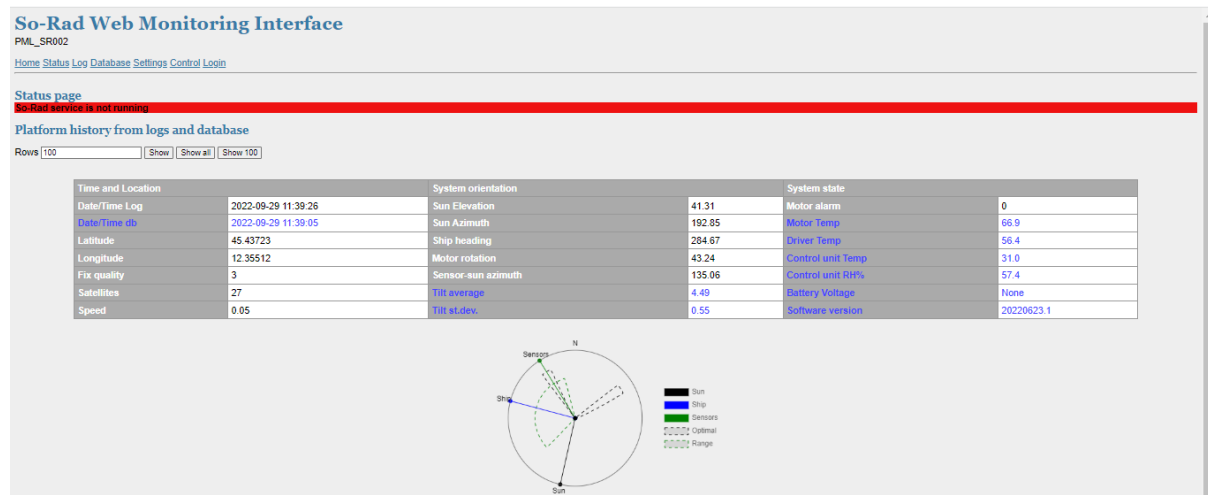 So-Rad Web Monitoring Interface
PML_SR002
Home Status Log Database Settings Control Login
Status page
So-Rad service is not running
Platform history from logs and database
Rows 100 Show Show all Show 100
Time and Location System orientation System state
Date/Time Log 2022-09-29 11:39:26 Sun Elevation 41.31 Motor alarm 0
Date/Time db 2022-09-29 11:39:05 Sun Azimuth 192.85 Motor Temp 66.9
Latitude 45.43723 Ship heading 284.67 Driver Temp 56.4
Longitude 12.35512 Motor rotation 43.24 Control unit Temp 31.0
Fix quality 3 Sensor-sun azimuth 135.06 Control unit RH% 57.4
Satellites 27 Tilt average 4.49 Battery Voltage None
Speed 0.05 Tilt st.dev. 0.55 Software version 20220623.1
N
Sensors
Ship
Sun
Sun
Ship
Sensors
Optimal
Range